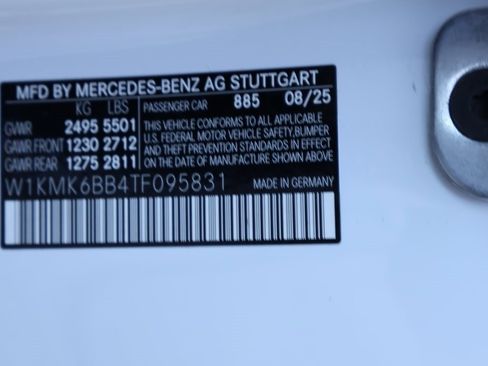 MFD BY MERCEDES-BENZ AG STUTTGART
KG LBS
GVWR 2495 5501
GAWR FRONT 1230 2712
GAWR REAR 1275 2811
PASSENGER CAR 885 08/25
THIS VEHICLE CONFORMS TO ALL APPLICABLE
U.S. FEDERAL MOTOR VEHICLE SAFETY, BUMPER
AND THEFT PREVENTION STANDARDS IN EFFECT
ON THE DATE OF MANUFACTURE SHOWN ABOVE.
W1KMK6BB4TF095831 MADE IN GERMANY